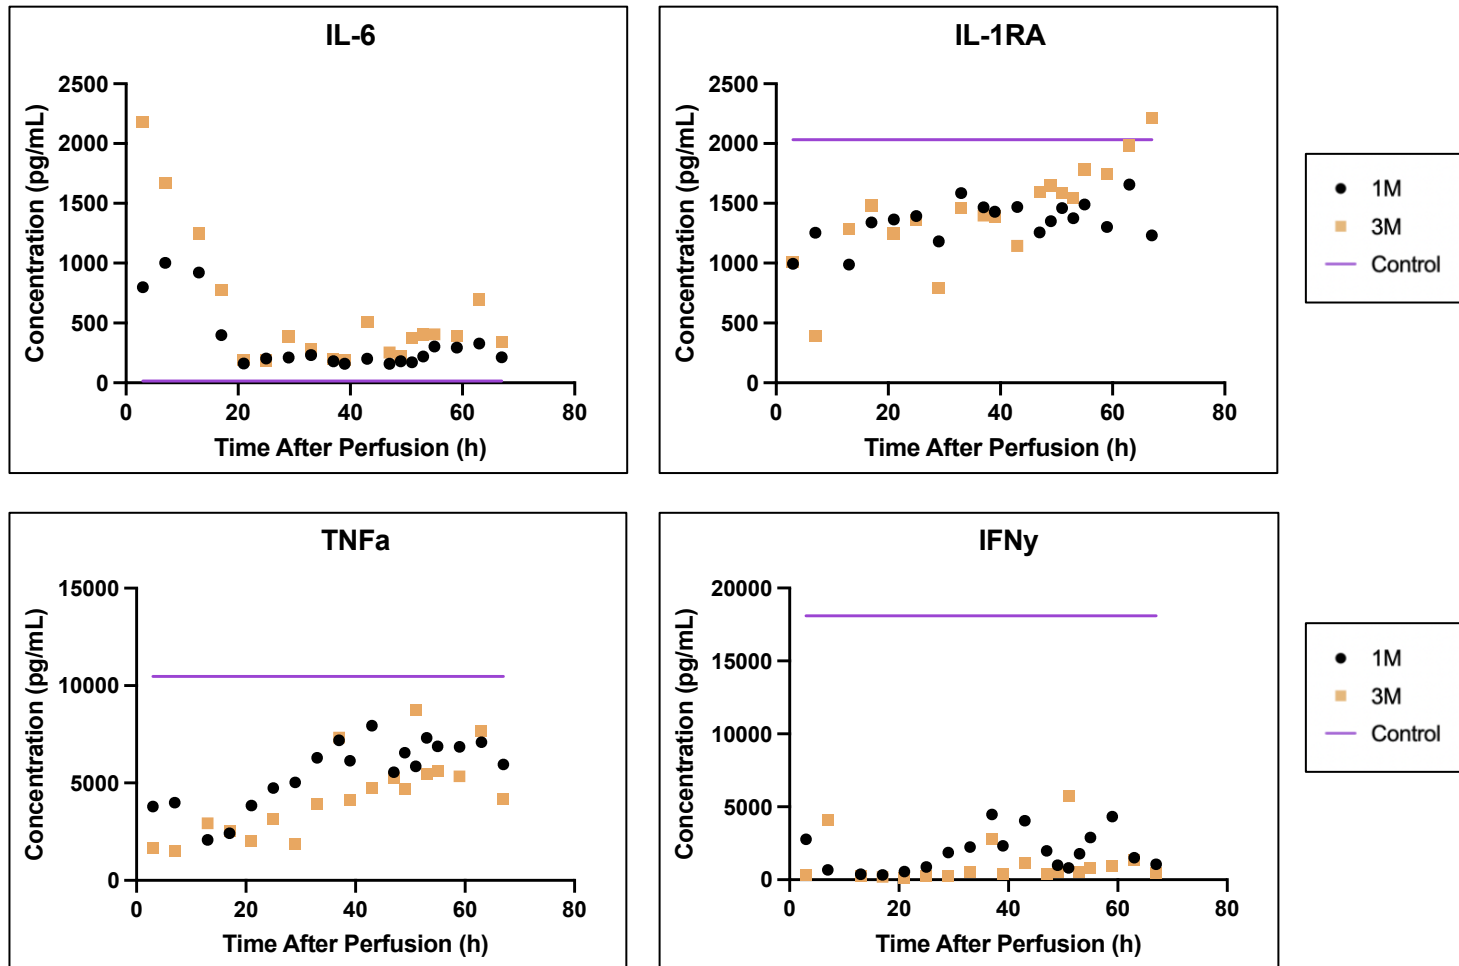 IL-6
Concentration (pg/mL)
2500
2000
1500
1000
500
0
0 20 40 60 80
Time After Perfusion (h)
IL-1RA
Concentration (pg/mL)
2500
2000
1500
1000
500
0
0 20 40 60 80
Time After Perfusion (h)
1M
3M
Control
TNFa
Concentration (pg/mL)
15000
10000
5000
0
0 20 40 60 80
Time After Perfusion (h)
IFNy
Concentration (pg/mL)
20000
15000
10000
5000
0
0 20 40 60 80
Time After Perfusion (h)
1M
3M
Control